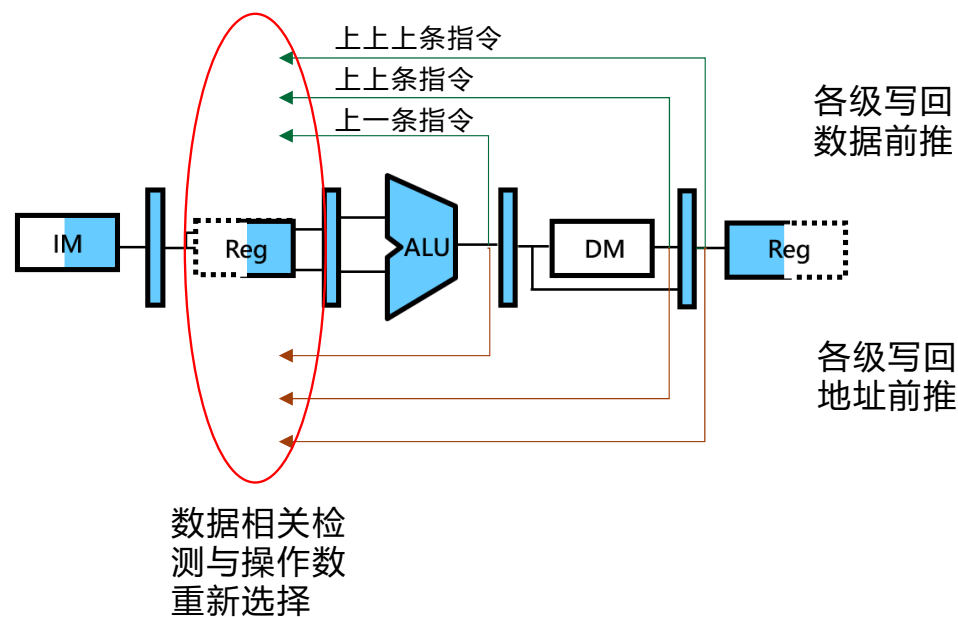 上上上条指令
上上条指令
上一条指令
各级写回
数据前推
IM
Reg
ALU
DM
Reg
各级写回
地址前推
数据相关检
测与操作数
重新选择